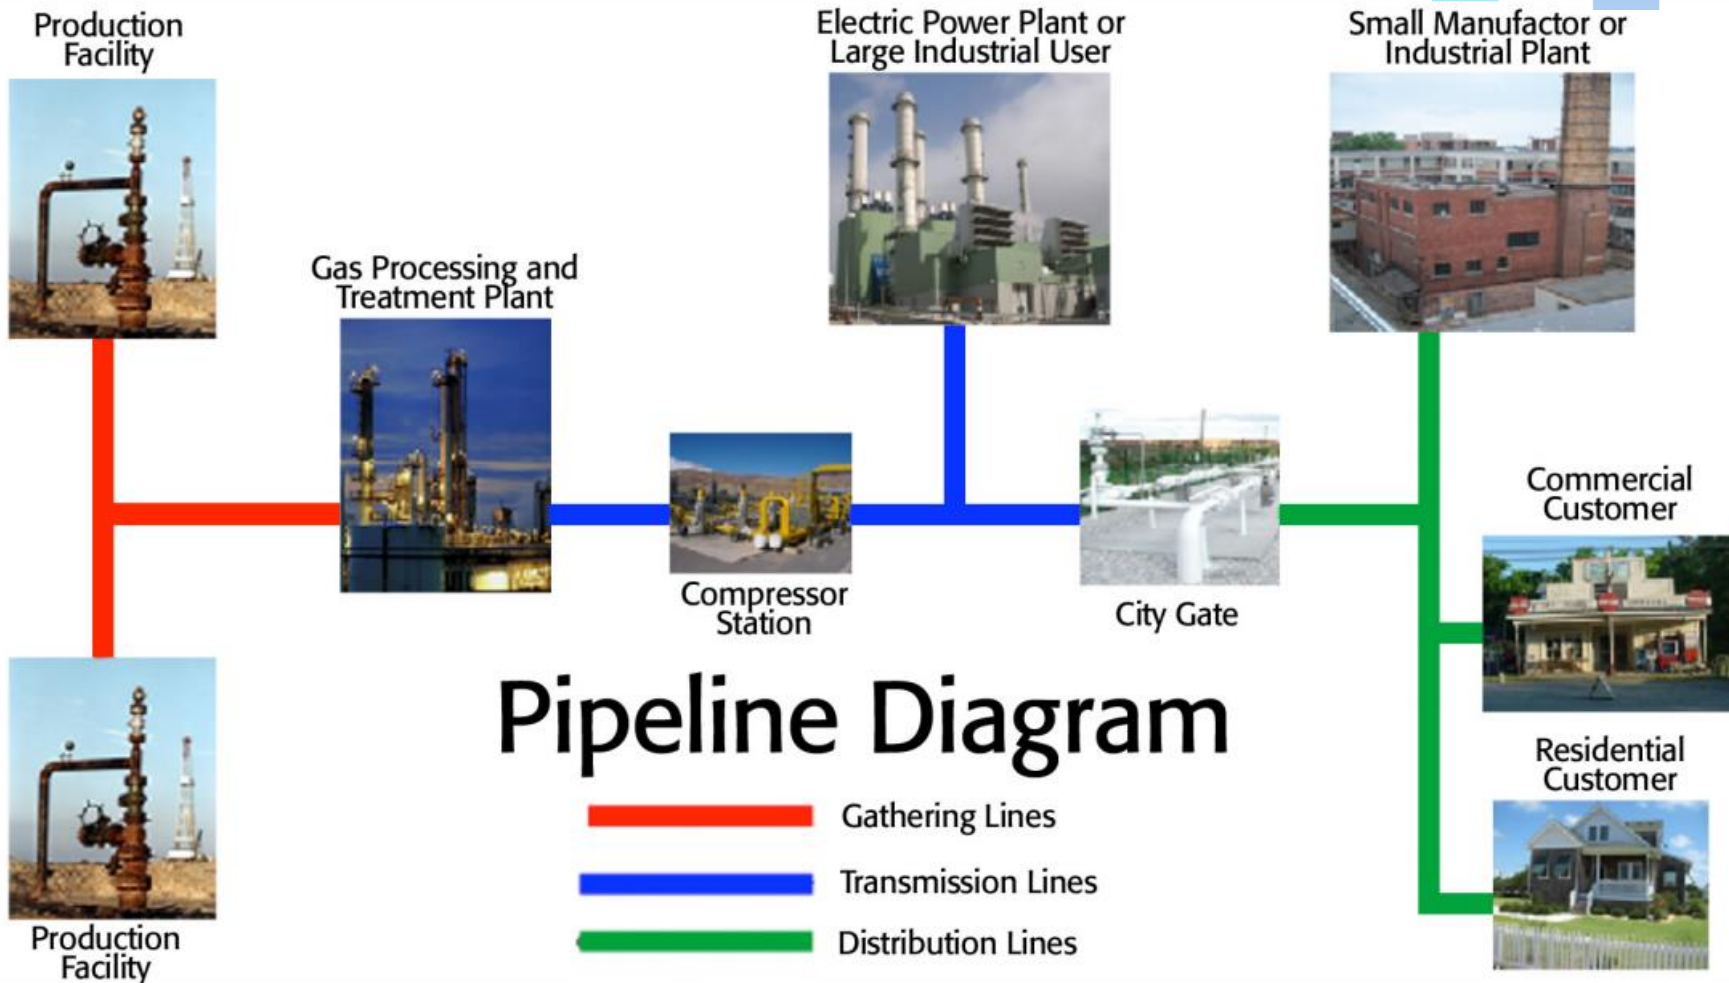 Production
Facility
Electric Power Plant or
Large Industrial User
Small Manufactor or
Industrial Plant
Gas Processing and
Treatment Plant
Compressor
Station
City Gate
Commercial
Customer
Residential
Customer
Pipeline Diagram
Gathering Lines
Transmission Lines
Distribution Lines
Production
Facility